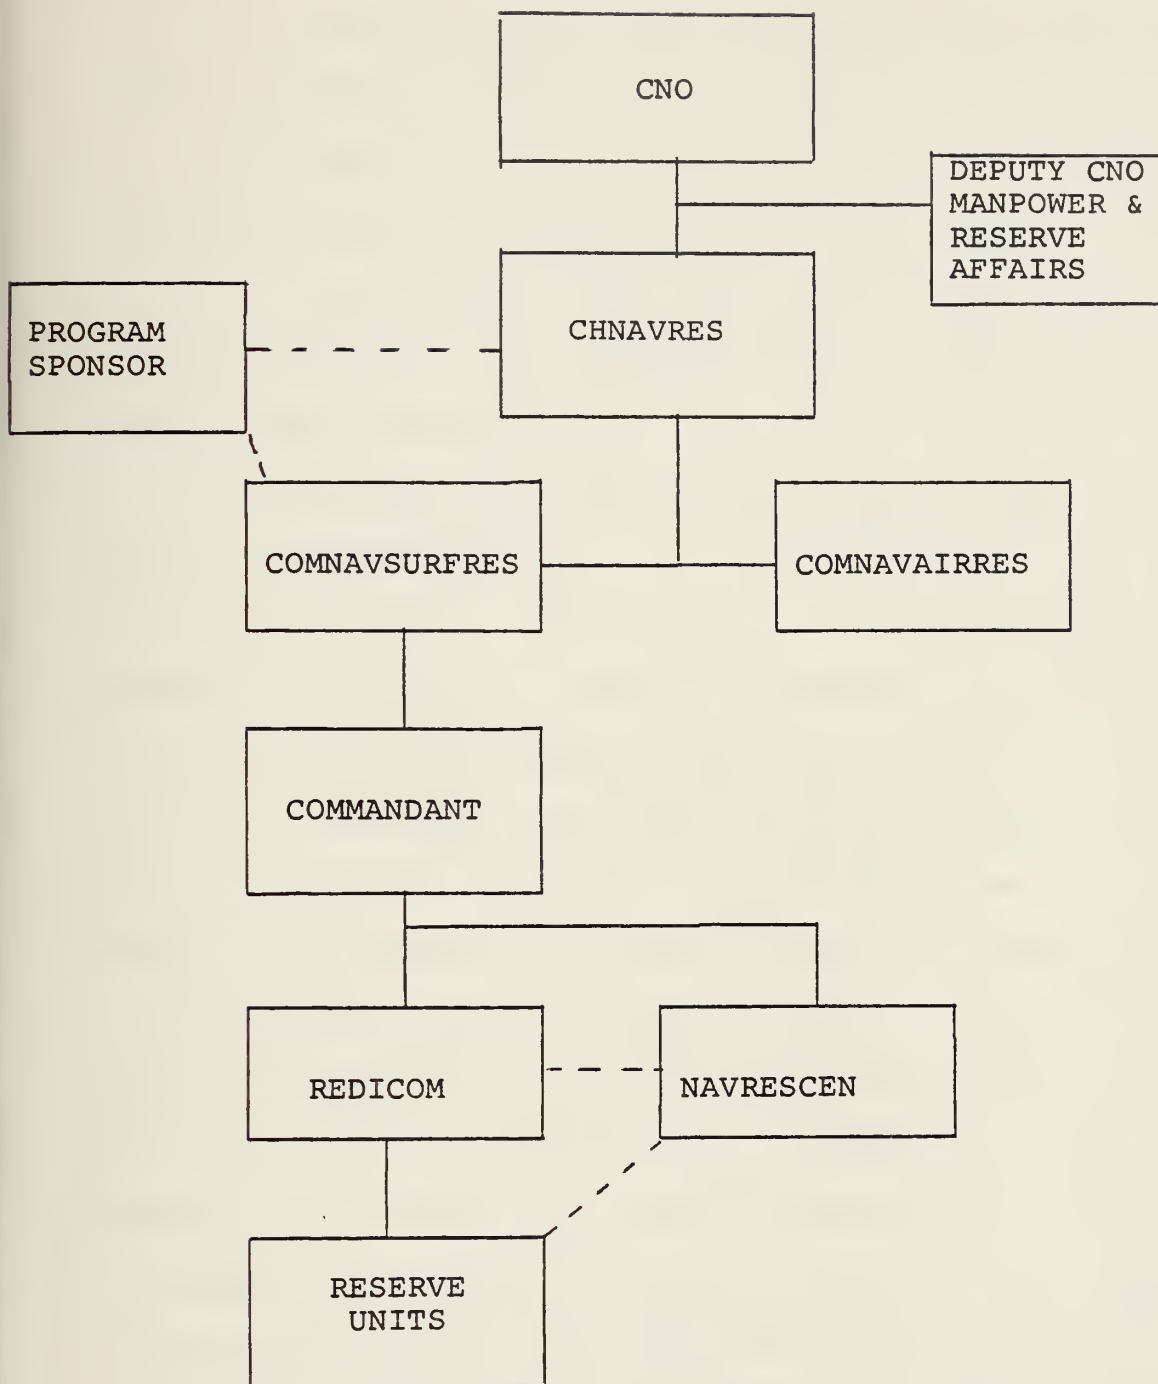 CNO
DEPUTY CNO
MANPOWER &
RESERVE
AFFAIRS
CHNAVRES
PROGRAM
SPONSOR
COMNAVSURFRES
COMNAVAIRRES
COMMANDANT
REDICOM
NAVRESCEN
RESERVE
UNITS